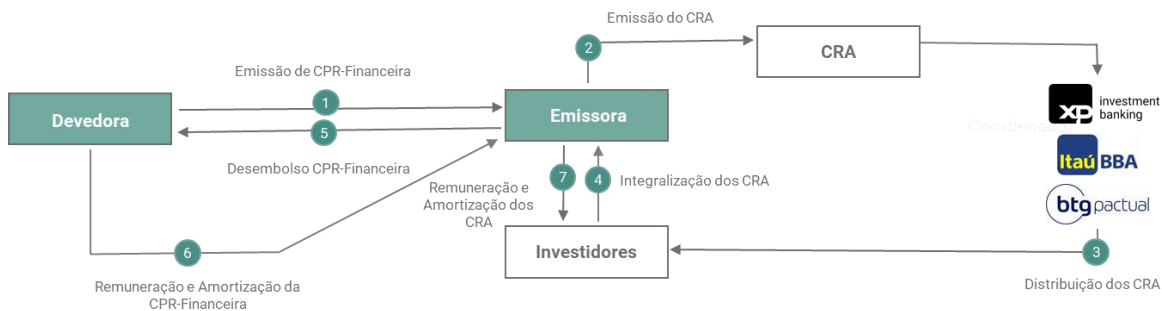 Emissão do CRA
2
CRA
Emissão de CPR-Financeira
1
Devedora
Emissora
xp investment
banking
Coordenador
5
Itaú BBA
Desembolso CPR-Financeira
7
4
Integralização dos CRA
Remuneração e
Amortização dos
CRA
btg pactual
Investidores
6
3
Remuneração e Amortização da
CPR-Financeira
Distribuição dos CRA